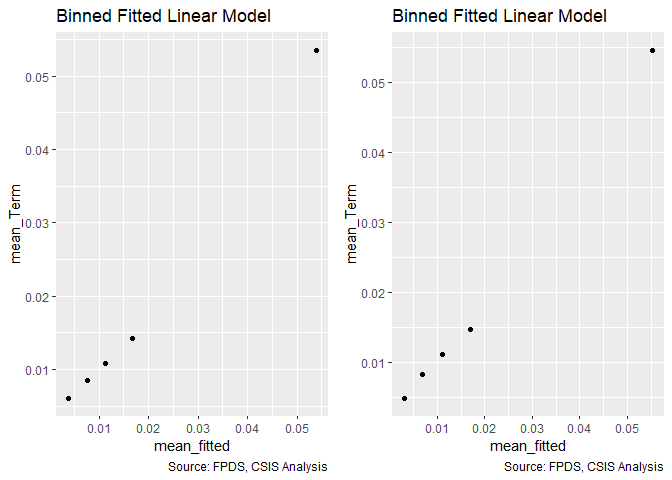 Binned Fitted Linear Model
mean_Term
0.05
0.04
0.03
0.02
0.01
0.01 0.02 0.03 0.04 0.05
mean_fitted
Source: FPDS, CSIS Analysis
Binned Fitted Linear Model
mean_Term
0.05
0.04
0.03
0.02
0.01
0.01 0.02 0.03 0.04 0.05
mean_fitted
Source: FPDS, CSIS Analysis